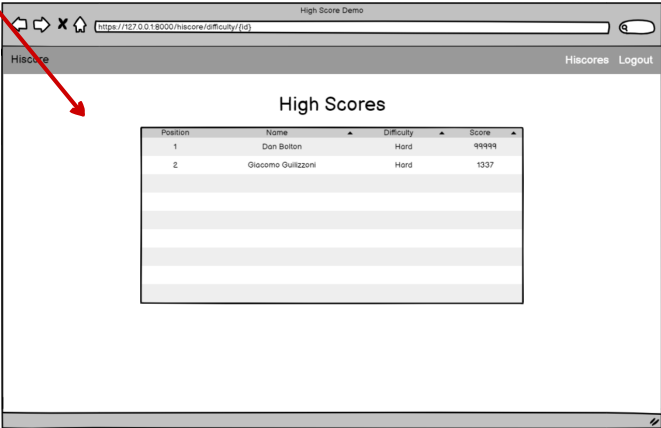 High Score Demo
https://127.0.0.1:8000/hiscore/difficulty/{id}
Hiscore Hiscores Logout
High Scores
Position Name Difficulty Score
1 Dan Bolton Hard 99999
2 Giacomo Guilizzoni Hard 1337